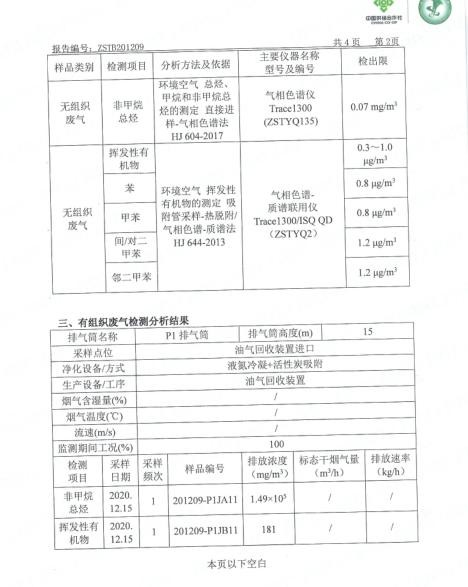 中国供销合作社
CHINA CO-OP
报告编号：ZSTB201209 共 4 页 第 2 页
样品类别 检测项目 分析方法及依据 主要仪器名称型号及编号 检出限
无组织废气 非甲烷总烃 环境空气 总烃、甲烷和非甲烷总烃的测定 直接进样-气相色谱法 HJ 604-2017 气相色谱仪 Trace1300 (ZSTYQ135) 0.07 mg/m³
无组织废气 挥发性有机物 环境空气 挥发性有机物的测定 吸附管采样-热脱附/气相色谱-质谱法 HJ 644-2013 气相色谱-质谱联用仪 Trace1300/ISQ QD（ZSTYQ2） 0.3～1.0 μg/m³
苯 0.8 μg/m³
甲苯 0.8 μg/m³
间/对二甲苯 1.2 μg/m³
邻二甲苯 1.2 μg/m³
三、有组织废气检测分析结果
排气筒名称 P1 排气筒 排气筒高度(m) 15
采样点位 油气回收装置进口
净化设备/方式 液氮冷凝+活性炭吸附
生产设备/工序 油气回收装置
烟气含湿量(%) /
烟气温度(℃) /
流速(m/s) /
监测期间工况(%) 100
检测项目 采样日期 采样频次 样品编号 排放浓度（mg/m³） 标态干烟气量（m³/h） 排放速率（kg/h）
非甲烷总烃 2020.12.15 1 201209-P1JA11 1.49×10⁵ / /
挥发性有机物 2020.12.15 1 201209-P1JB11 181 / /
本页以下空白